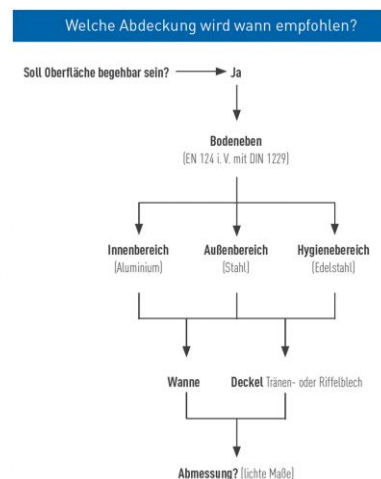 Welche Abdeckung wird wann empfohlen?
Soll Oberfläche begehbar sein? Ja
Bodeneben
(EN 124 i. V. mit DIN 1229)
Innenbereich Außenbereich Hygienebereich
(Aluminium) (Stahl) (Edelstahl)
Wanne Deckel Tränen- oder Riffelblech
Abmessung? (lichte Maße)